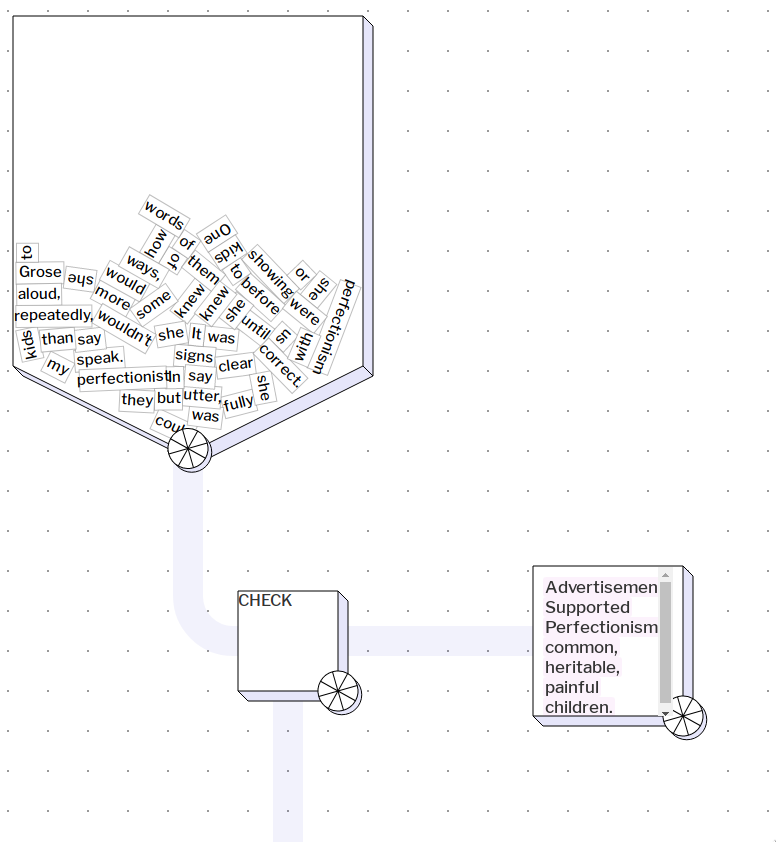 words
One
how
of
kids
to
to
ways,
them
to
showing
or
Grose
she
would
before
she
aloud,
more
some
knew
knew
she
were
perfectionism
repeatedly,
wouldn't
until
us
kids
than
say
she
It
was
with
my
speak.
signs
clear
correct.
perfectionist
In
say
she
they
but
utter,
fully
was
CHECK
Advertisemen
Supported
Perfectionism
common,
heritable,
painful
children.